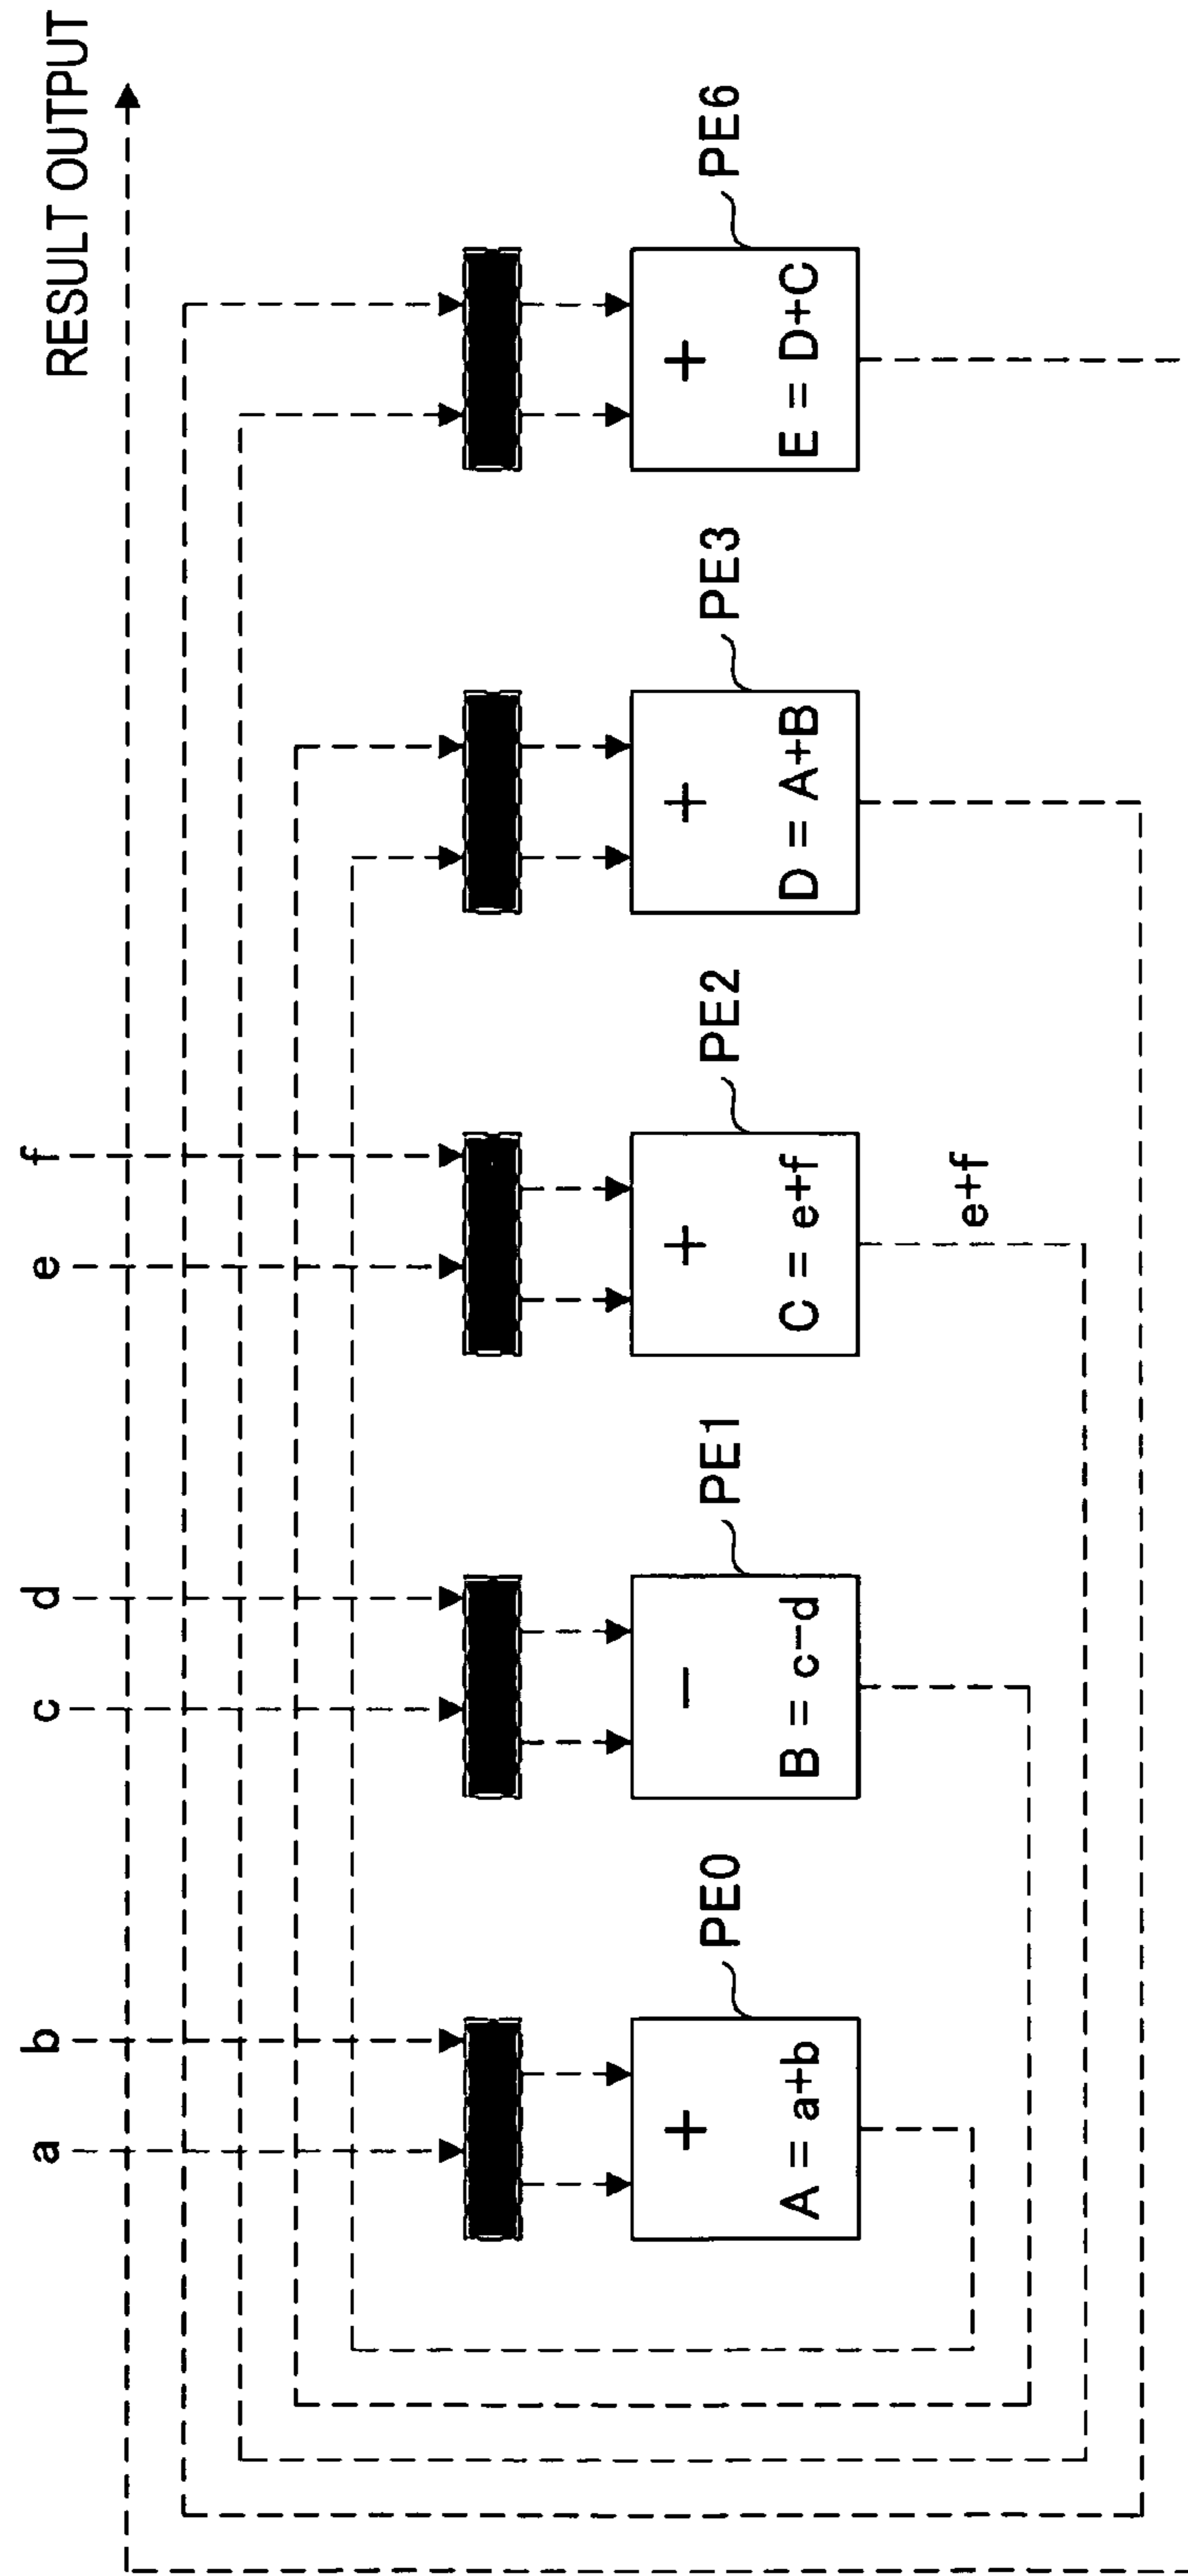 RESULT OUTPUT
a b c d e f
PE0 PE1 PE2 PE3 PE6
+ − + + +
A = a+b B = c-d C = e+f D = A+B E = D+C
e+f